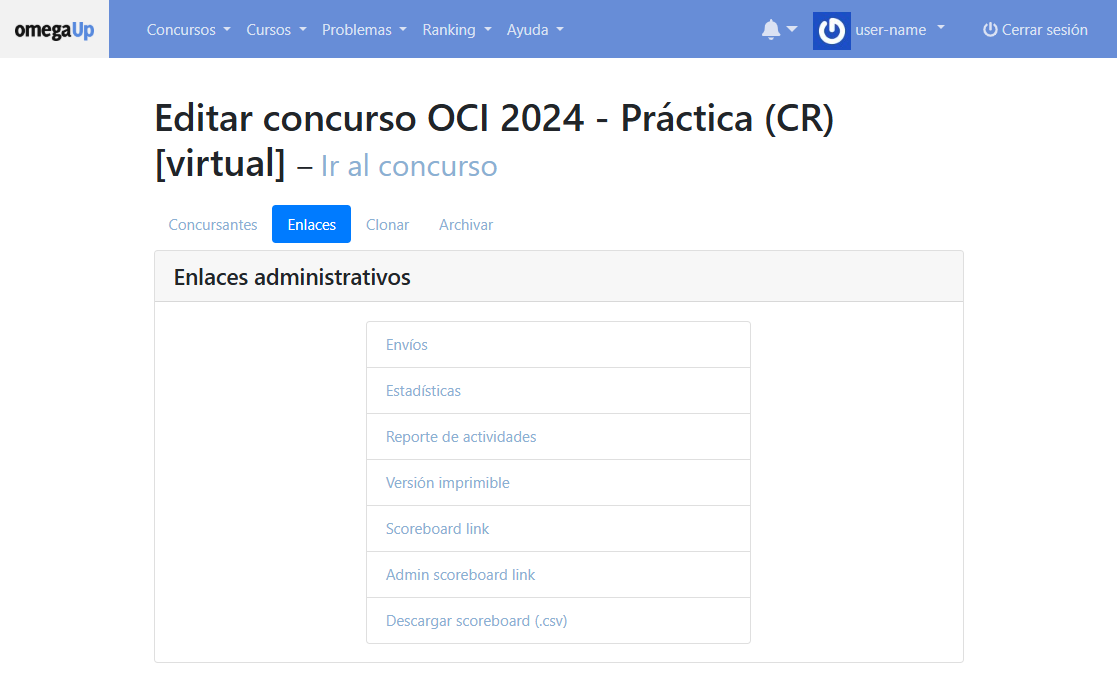 omegaUp
Concursos Cursos Problemas Ranking Ayuda user-name Cerrar sesión
Editar concurso OCI 2024 - Práctica (CR)
[virtual] – Ir al concurso
Concursantes Enlaces Clonar Archivar
Enlaces administrativos
Envíos
Estadísticas
Reporte de actividades
Versión imprimible
Scoreboard link
Admin scoreboard link
Descargar scoreboard (.csv)